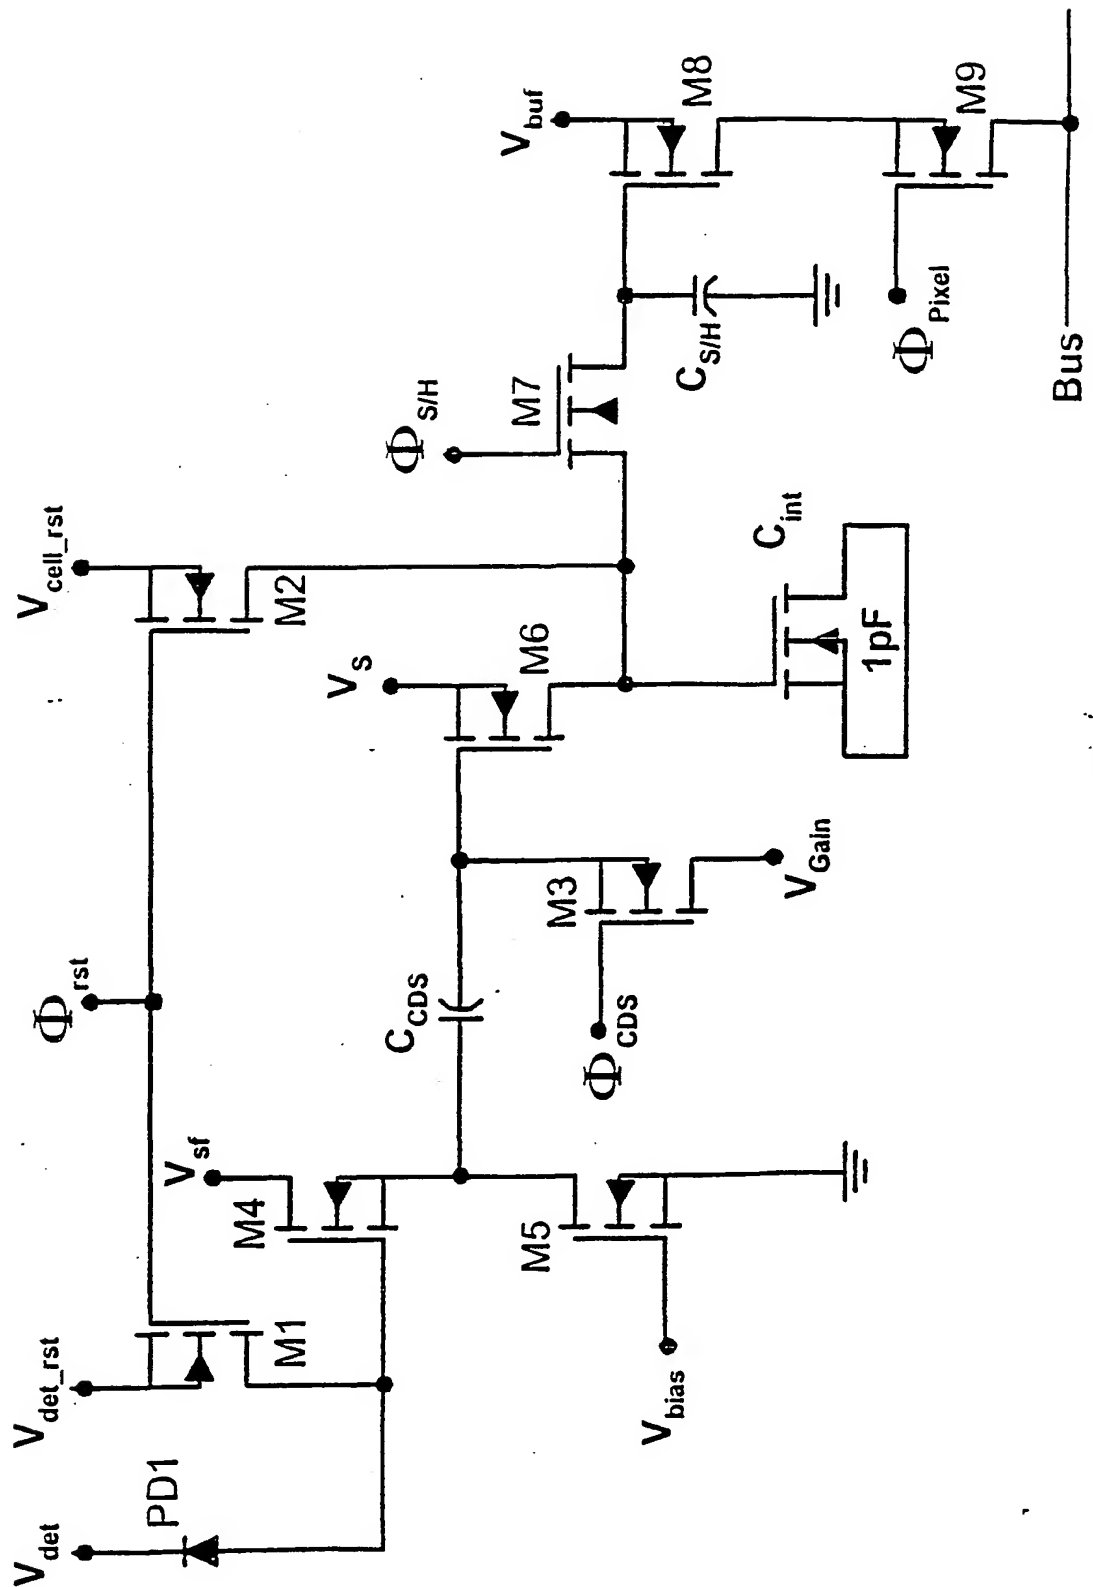 V_det
PD1
V_det_rst
M1
Φ_rst
V_cell_rst
M2
V_sf
M4
M5
V_bias
C_CDS
Φ_CDS
M3
V_Gain
V_S
M6
C_int
1pF
Φ_S/H
M7
C_S/H
V_buf
M8
Φ_Pixel
M9
Bus